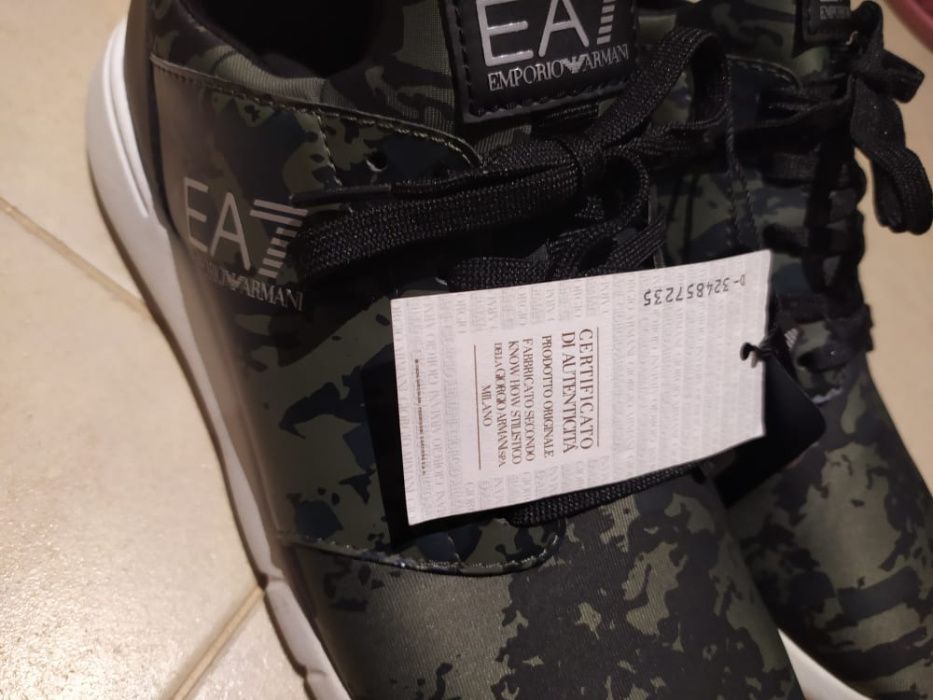 EA7
EMPORIO ARMANI
EA7
EMPORIO ARMANI
D-324857235
CERTIFICATO
DI AUTENTICITÀ
PRODOTTO ORIGINALE
FABBRICATO SECONDO
KNOW HOW STILISTICO
DELLA GIORGIO ARMANI SPA
MILANO